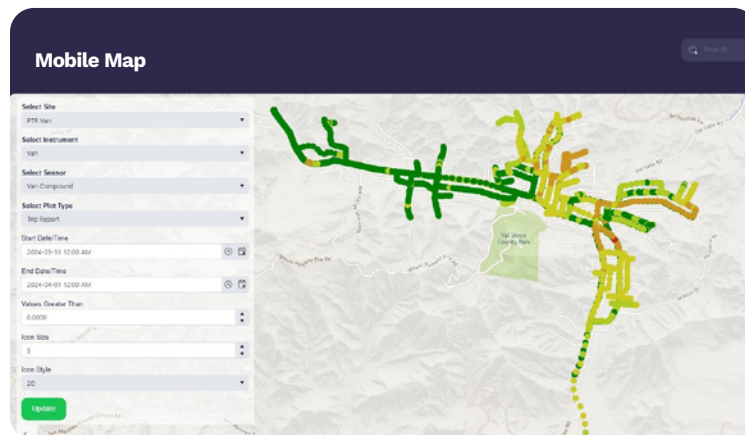 Mobile Map
Search
Select Site
PTR Van
Select Instrument
Van
Select Sensor
Van Compound
Select Plot Type
Trip Report
Start Date/Time
2024-03-31 12:00 AM
End Date/Time
2024-04-01 12:00 AM
Values Greater Than
0.0000
Icon Size
5
Icon Style
2D
Update
Val Verde
County Park